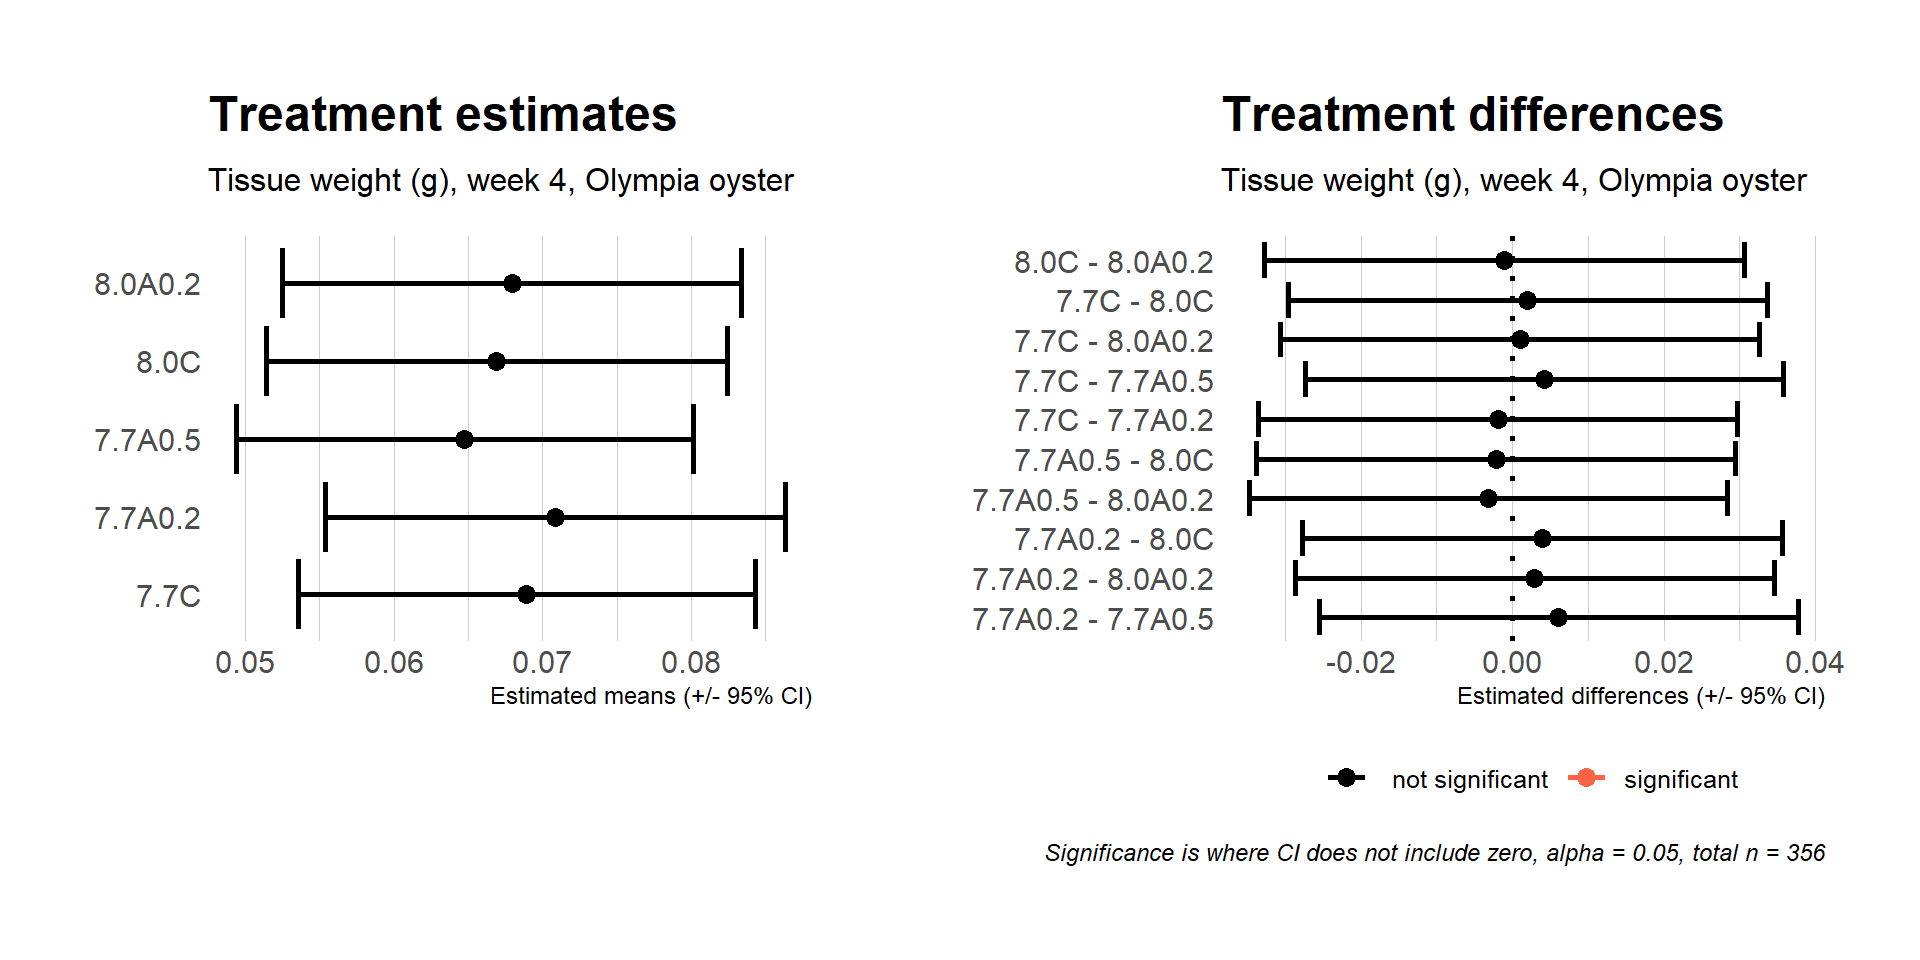 Treatment estimates
Tissue weight (g), week 4, Olympia oyster
8.0A0.2
8.0C
7.7A0.5
7.7A0.2
7.7C
0.05 0.06 0.07 0.08
Estimated means (+/- 95% CI)
Treatment differences
Tissue weight (g), week 4, Olympia oyster
8.0C - 8.0A0.2
7.7C - 8.0C
7.7C - 8.0A0.2
7.7C - 7.7A0.5
7.7C - 7.7A0.2
7.7A0.5 - 8.0C
7.7A0.5 - 8.0A0.2
7.7A0.2 - 8.0C
7.7A0.2 - 8.0A0.2
7.7A0.2 - 7.7A0.5
-0.02 0.00 0.02 0.04
Estimated differences (+/- 95% CI)
not significant significant
Significance is where CI does not include zero, alpha = 0.05, total n = 356